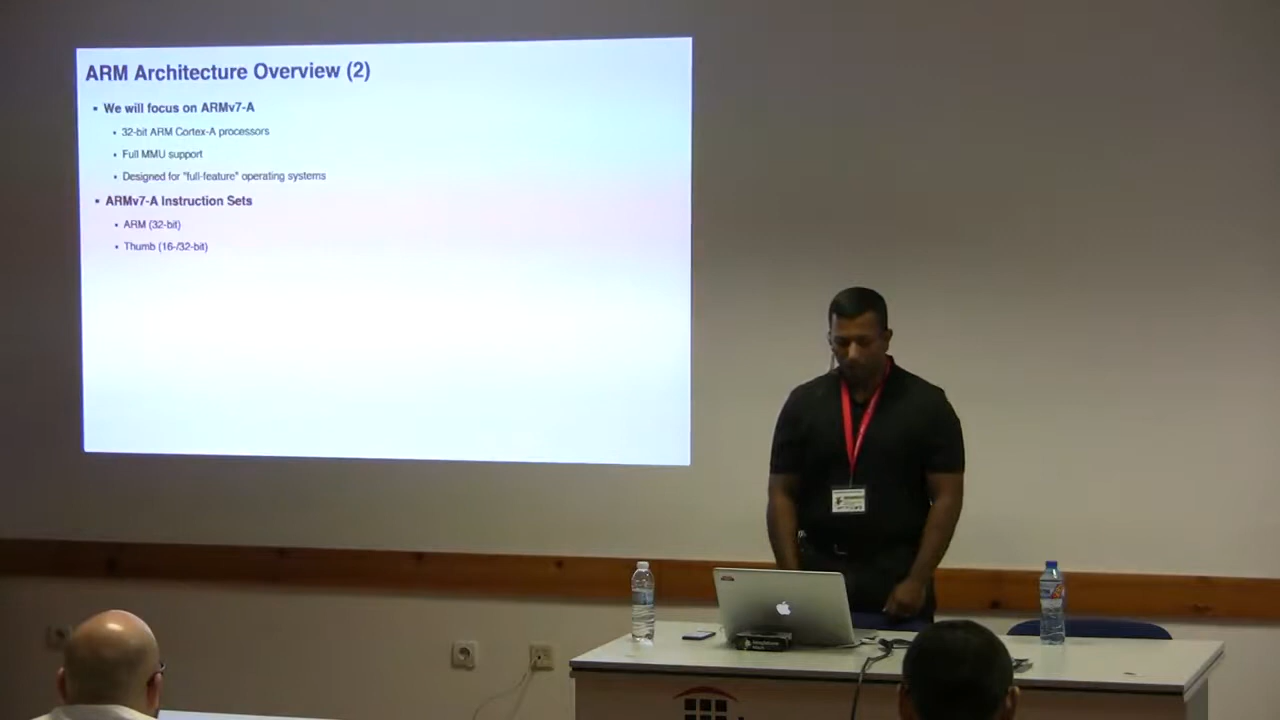 ARM Architecture Overview (2)
▪ We will focus on ARMv7-A
▪ 32-bit ARM Cortex-A processors
▪ Full MMU support
▪ Designed for "full-feature" operating systems
▪ ARMv7-A Instruction Sets
▪ ARM (32-bit)
▪ Thumb (16-/32-bit)